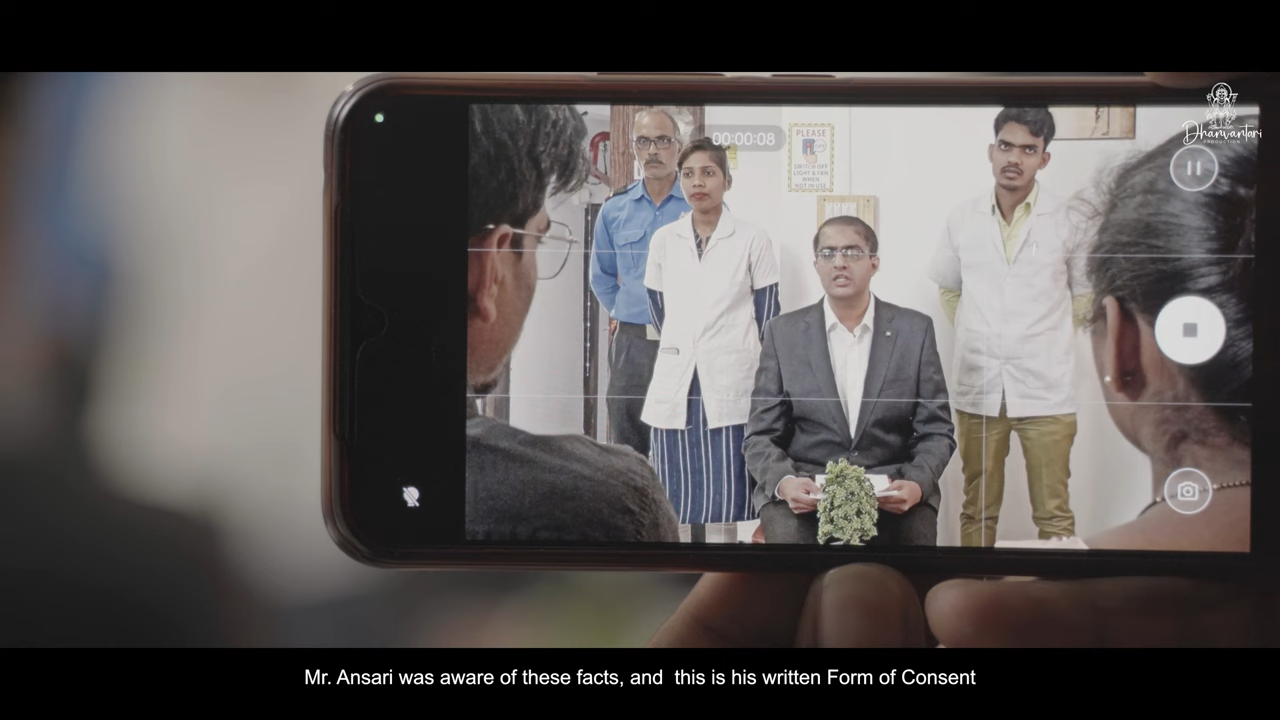 Dhanvantari
PRODUCTION
00:00:08
PLEASE
SWITCH OFF
LIGHT & FAN
WHEN
NOT IN USE
Mr. Ansari was aware of these facts, and  this is his written Form of Consent